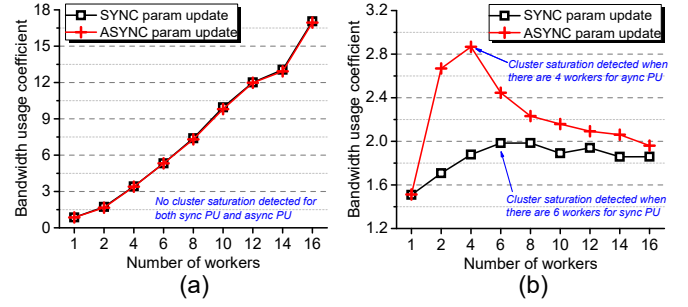 SYNC param update
ASYNC param update
Bandwidth usage coefficient
18
15
12
9
6
3
0
No cluster saturation detected for
both sync PU and async PU
1 2 4 6 8 10 12 14 16
Number of workers
(a)
SYNC param update
ASYNC param update
Bandwidth usage coefficient
3.2
2.8
2.4
2.0
1.6
1.2
Cluster saturation detected when
there are 4 workers for sync PU
Cluster saturation detected when
there are 6 workers for sync PU
1 2 4 6 8 10 12 14 16
Number of workers
(b)